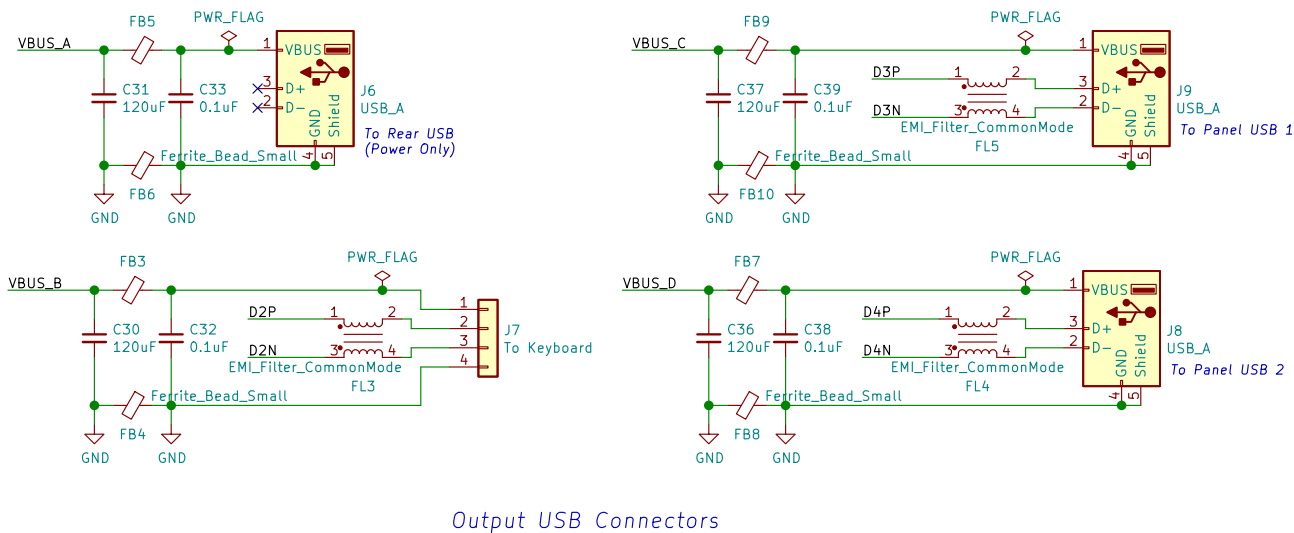 FB5
PWR_FLAG
VBUS_A
1
VBUS
C31
120uF
C33
0.1uF
3
D+
2
D-
J6
USB_A
GND
Shield
To Rear USB
(Power Only)
4
5
Ferrite_Bead_Small
FB6
GND
GND
FB9
PWR_FLAG
VBUS_C
1
VBUS
D3P
1
2
C37
120uF
C39
0.1uF
3
D+
2
D-
J9
USB_A
D3N
3
4
EMI_Filter_CommonMode
FL5
GND
Shield
To Panel USB 1
4
5
Ferrite_Bead_Small
FB10
GND
GND
FB3
PWR_FLAG
VBUS_B
C30
120uF
C32
0.1uF
D2P
1
2
D2N
3
4
EMI_Filter_CommonMode
FL3
1
2
3
4
J7
To Keyboard
Ferrite_Bead_Small
FB4
GND
GND
FB7
PWR_FLAG
VBUS_D
1
VBUS
C36
120uF
C38
0.1uF
D4P
1
2
D4N
3
4
EMI_Filter_CommonMode
FL4
3
D+
2
D-
J8
USB_A
GND
Shield
To Panel USB 2
4
5
Ferrite_Bead_Small
FB8
GND
GND
Output USB Connectors